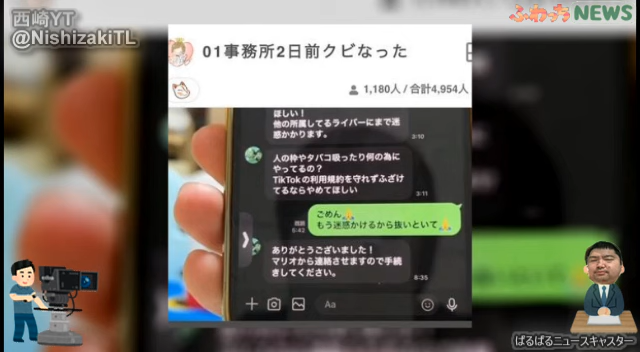 西崎YT
@NishizakiTL
ふわっちNEWS
01事務所2日前クビなった
1,180人 / 合計4,954人
ほしい！
他の所属してるライバーにまで迷
惑かかります。
3:10
人の枠やタバコ吸ったり何の為に
やってるの？
TikTokの利用規約を守れずふざけ
てるならやめてほしい
3:11
ごめん🙏
もう迷惑かけるから抜いといて🙏
既読
5:42
ありがとうございました！
マリオから連絡させますので手続
きしてください。
6:35
Aa
ぱるぱるニュースキャスター